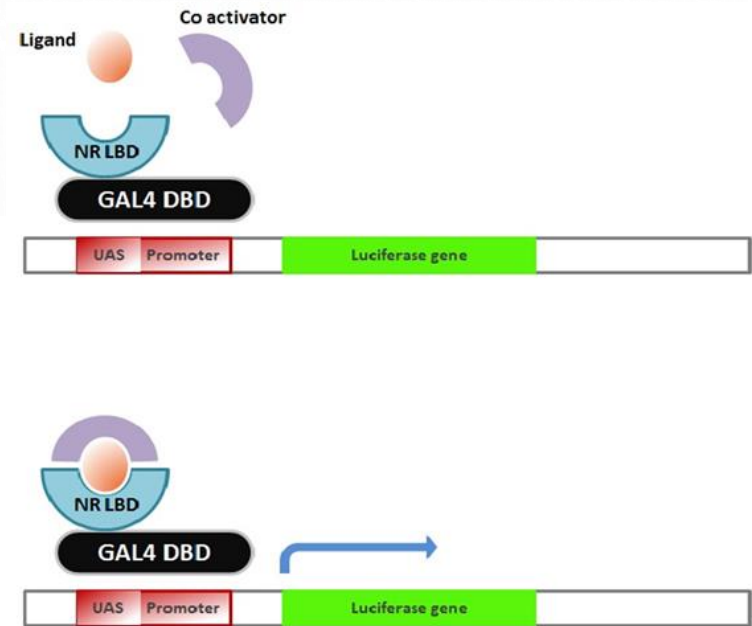 Co activator
Ligand
NR LBD
GAL4 DBD
UAS Promoter Luciferase gene
NR LBD
GAL4 DBD
UAS Promoter Luciferase gene